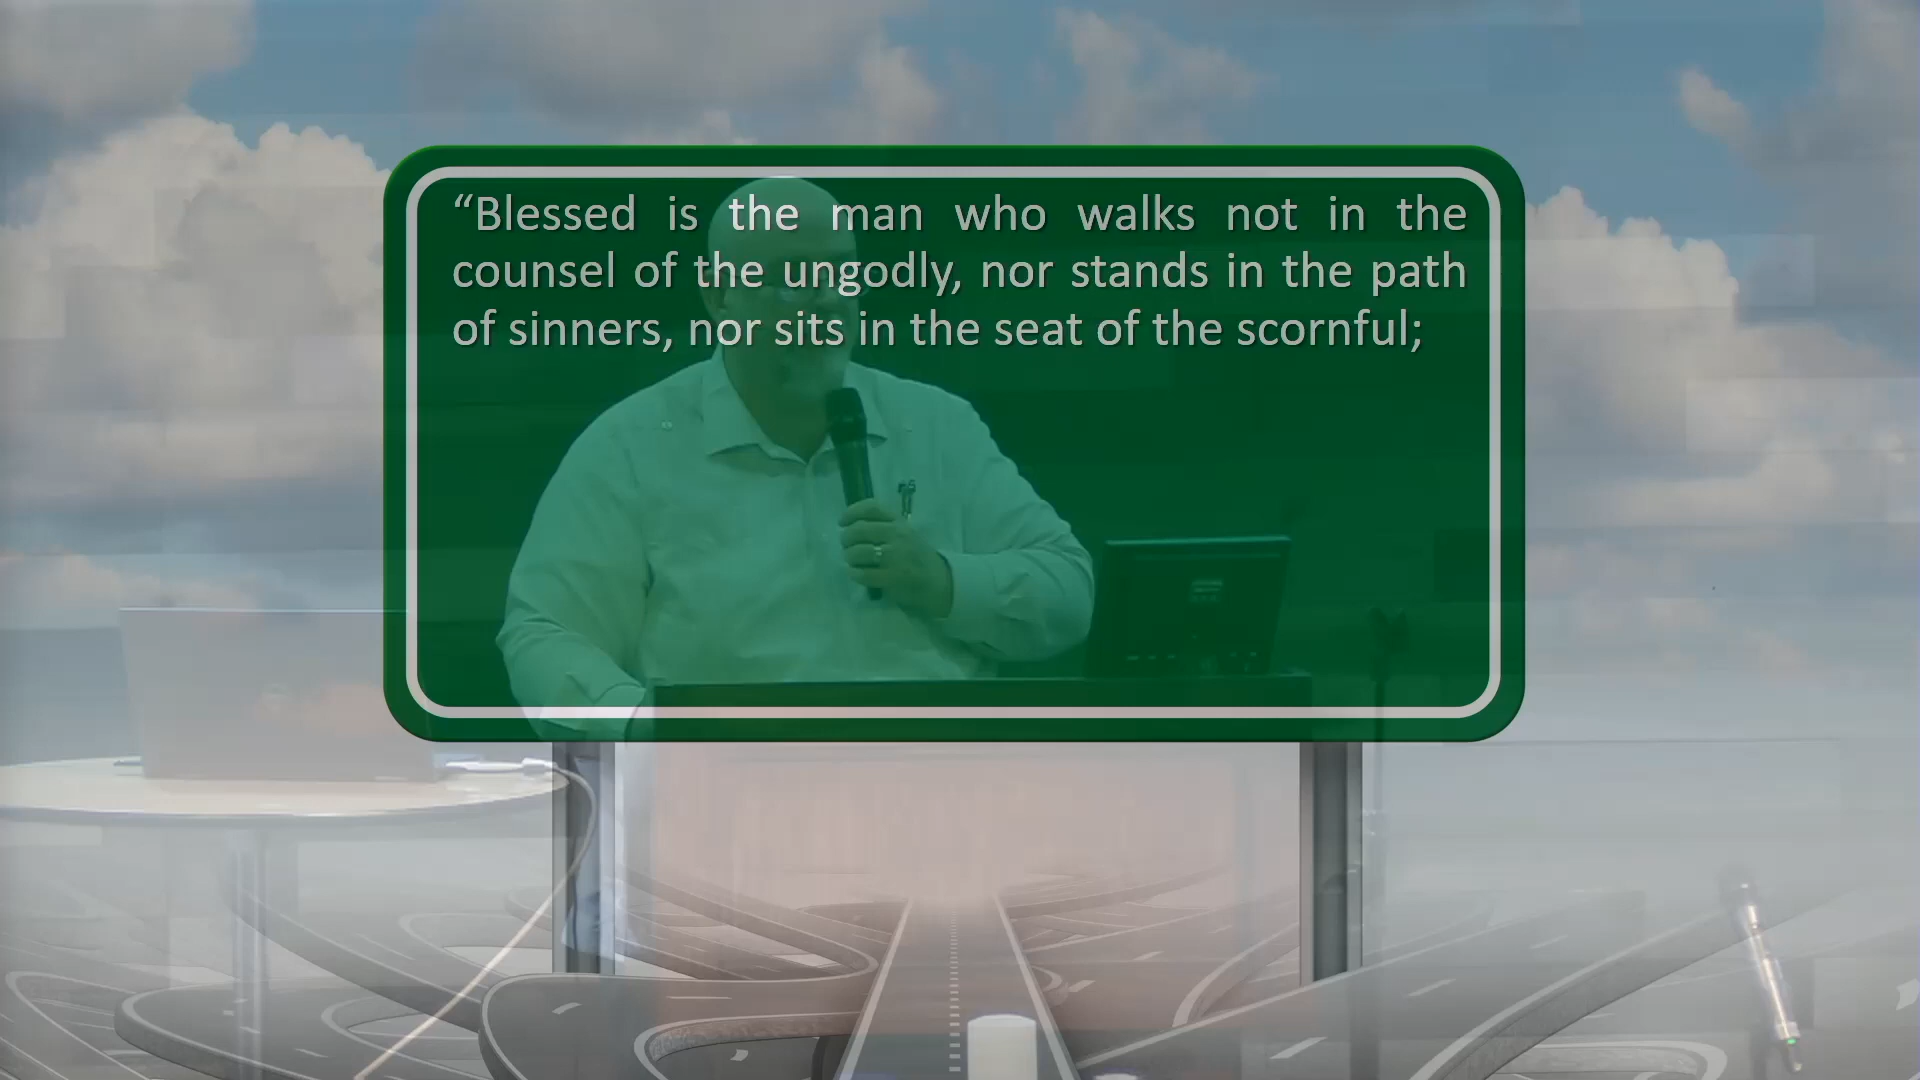 “Blessed is the man who walks not in the
counsel of the ungodly, nor stands in the path
of sinners, nor sits in the seat of the scornful;